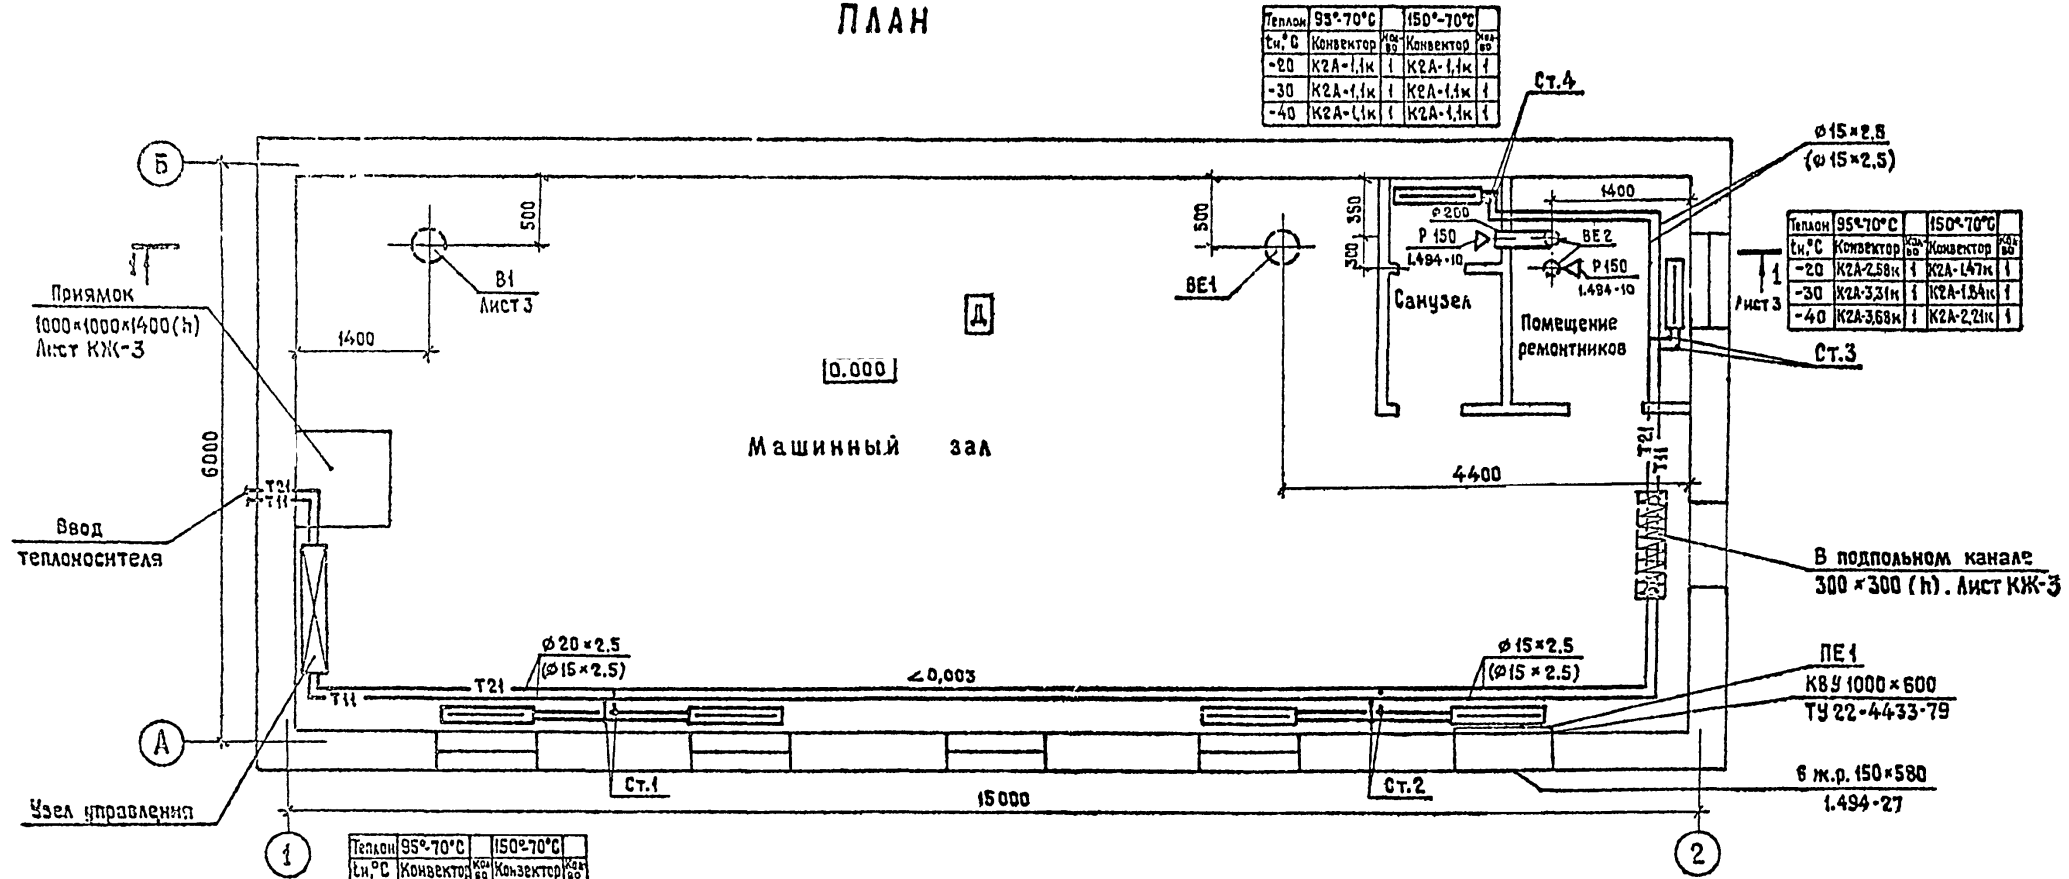 ПЛАН
Теплон 95°-70°С 150°-70°С
tн,°С Конвектор Кол-во Конвектор Кол-во
-20 К2А-1,1к 1 К2А-1,1к 1
-30 К2А-1,1к 1 К2А-1,1к 1
-40 К2А-1,1к 1 К2А-1,1к 1
Ст.4
ø15×2,5
(ø15×2,5)
Б
500
500
350
300
1400
ø200
Р 150
1.494-10
ВЕ2
Р150
1.494-10
Теплон 95°-70°С 150°-70°С
tн,°С Конвектор Кол-во Конвектор Кол-во
-20 К2А-2,58к 1 К2А-1,47к 1
-30 К2А-3,31к 1 К2А-1,84к 1
-40 К2А-3,68к 1 К2А-2,21к 1
1
Лист 3
Приямок
1000×1000×1400(h)
Лист КЖ-3
В1
Лист 3
ВЕ1
Д
Санузел
Помещение
ремонтников
Ст.3
1400
0.000
6000
Машинный зал
Т21
Т11
4400
Т21
Т11
Ввод
теплоносителя
В подпольном канале
300×300 (h). Лист КЖ-3
ø20×2.5
(ø15×2.5)
∠0,003
ø15×2.5
(ø15×2.5)
Т21
Т11
ПЕ1
КВУ 1000×600
ТУ 22-4433-79
А
Ст.1
Ст.2
6 ж.р. 150×580
1.494-27
15000
Узел управления
1
2
Теплон 95°-70°С 150°-70°С
tн,°С Конвектор Кол-во Конвектор Кол-во